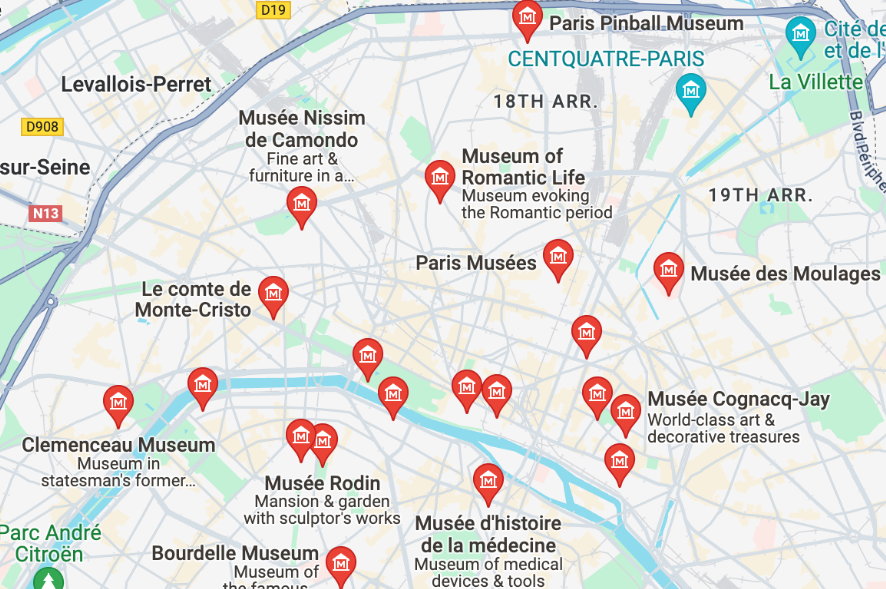 D19
Paris Pinball Museum
Cité de
et de l'
CENTQUATRE-PARIS
La Villette
Levallois-Perret
18TH ARR.
Musée Nissim
de Camondo
Fine art &
furniture in a...
D908
Blvd Périphé
sur-Seine
Museum of
Romantic Life
Museum evoking
the Romantic period
19TH ARR.
N13
Paris Musées
Musée des Moulages
Le comte de
Monte-Cristo
Musée Cognacq-Jay
World-class art &
decorative treasures
Clemenceau Museum
Museum in
statesman's former...
Musée Rodin
Mansion & garden
with sculptor's works
Musée d'histoire
de la médecine
Museum of medical
devices & tools
Parc André
Citroën
Bourdelle Museum
Museum of
the famous